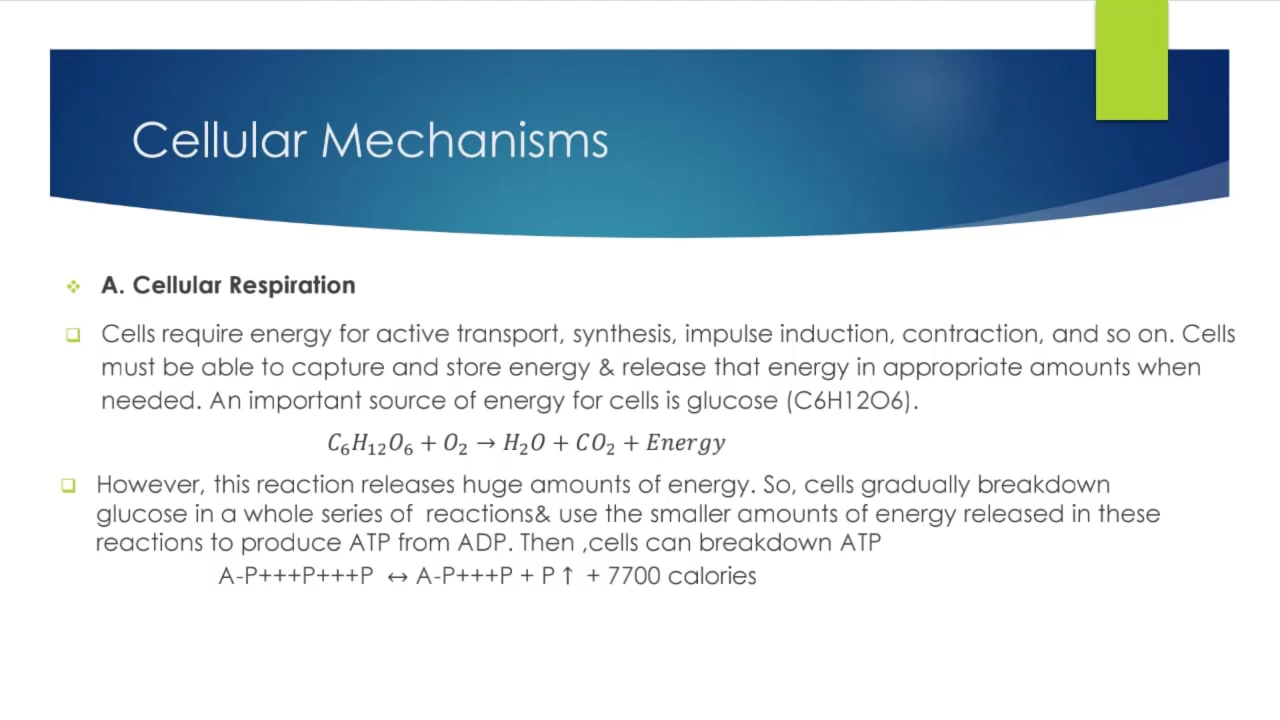 Cellular Mechanisms
A. Cellular Respiration
Cells require energy for active transport, synthesis, impulse induction, contraction, and so on. Cells
must be able to capture and store energy & release that energy in appropriate amounts when
needed. An important source of energy for cells is glucose (C6H12O6).
C₆H₁₂O₆ + O₂ → H₂O + CO₂ + Energy
However, this reaction releases huge amounts of energy. So, cells gradually breakdown
glucose in a whole series of reactions& use the smaller amounts of energy released in these
reactions to produce ATP from ADP. Then ,cells can breakdown ATP
A-P+++P+++P ↔ A-P+++P + P↑ + 7700 calories